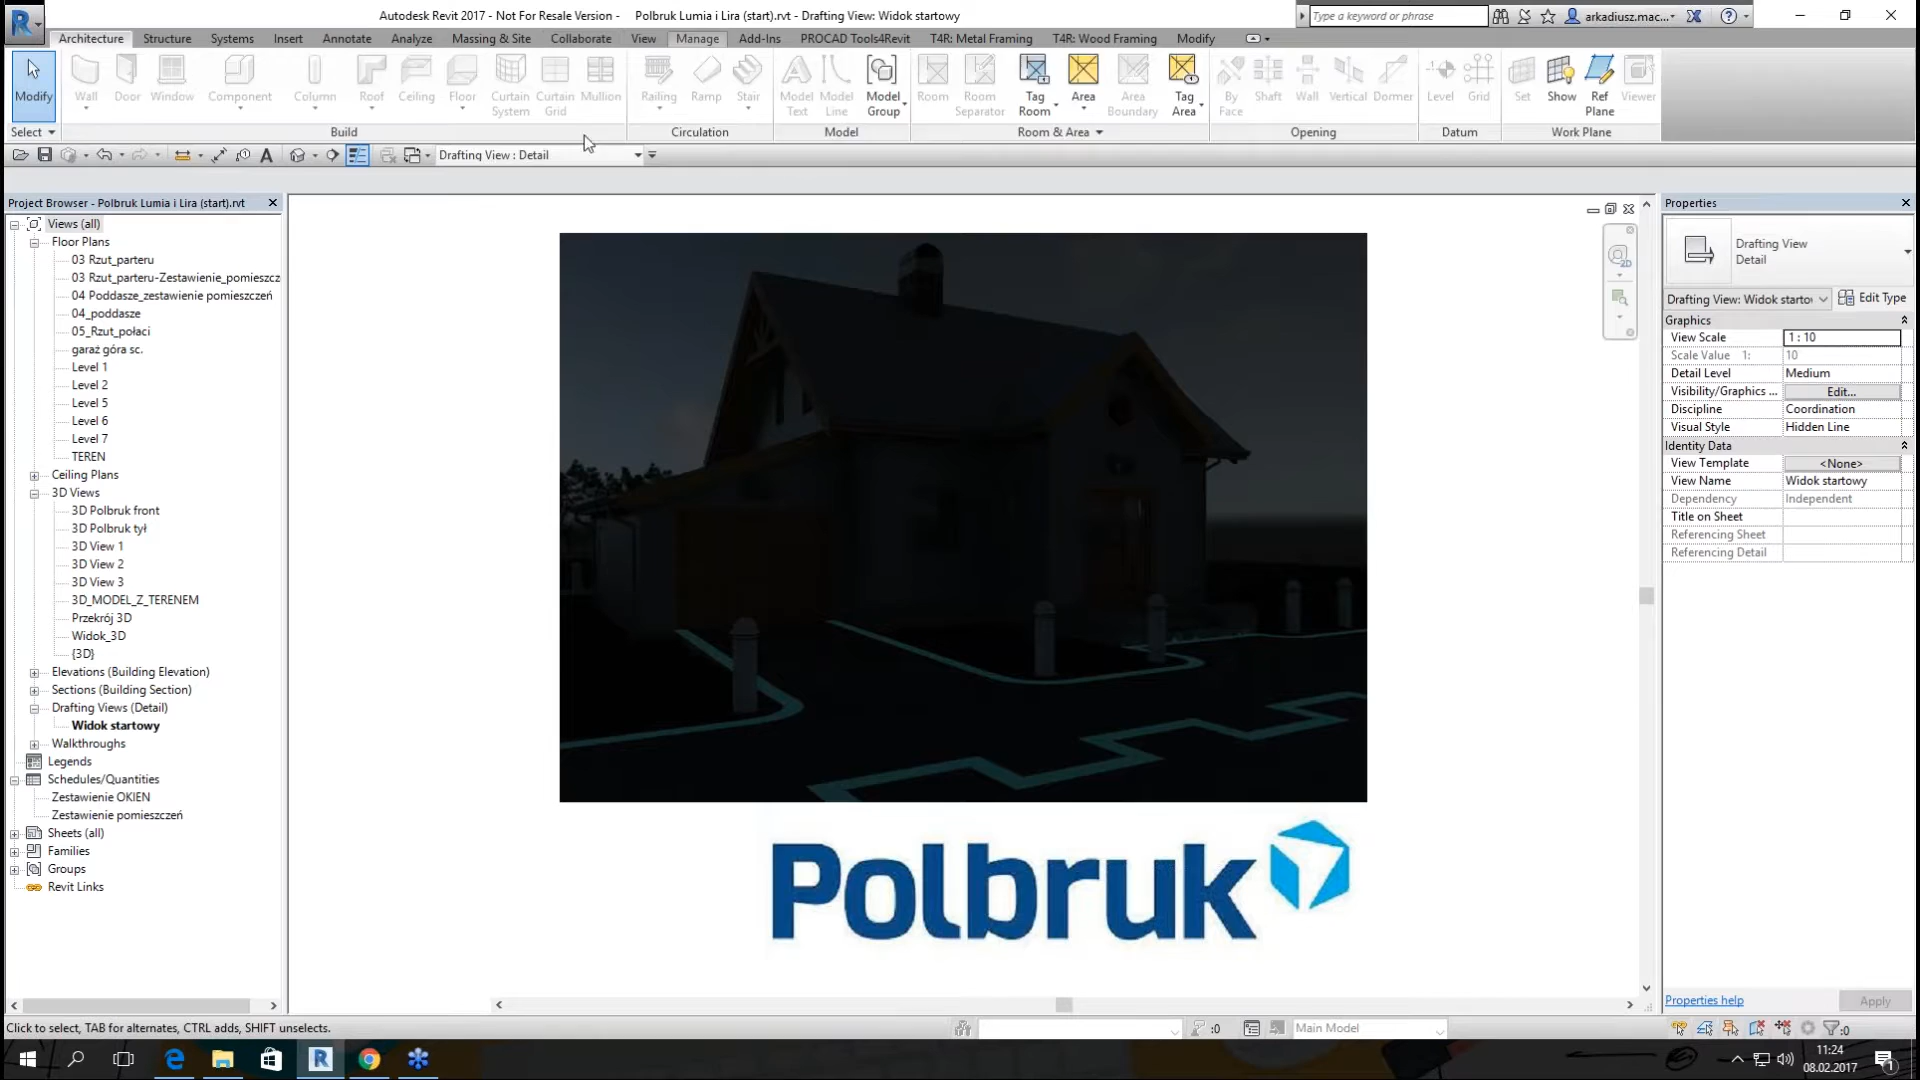 Autodesk Revit 2017 - Not For Resale Version -    Polbruk Lumia i Lira (start).rvt - Drafting View: Widok startowy
Type a keyword or phrase
arkadiusz.mac...
Architecture Structure Systems Insert Annotate Analyze Massing & Site Collaborate View Manage Add-Ins PROCAD Tools4Revit T4R: Metal Framing T4R: Wood Framing Modify
Modify Wall Door Window Component Column Roof Ceiling Floor Curtain System Curtain Grid Mullion Railing Ramp Stair Model Text Model Line Model Group Room Room Separator Tag Room Area Area Boundary Tag Area By Face Shaft Wall Vertical Dormer Level Grid Set Show Ref Plane Viewer
Select Build Circulation Model Room & Area Opening Datum Work Plane
A Drafting View : Detail
Project Browser - Polbruk Lumia i Lira (start).rvt
Views (all)
Floor Plans
03 Rzut_parteru
03 Rzut_parteru-Zestawienie_pomieszcz
04 Poddasze_zestawienie pomieszczeń
04_poddasze
05_Rzut_połaci
garaż góra sc.
Level 1
Level 2
Level 5
Level 6
Level 7
TEREN
Ceiling Plans
3D Views
3D Polbruk front
3D Polbruk tył
3D View 1
3D View 2
3D View 3
3D_MODEL_Z_TERENEM
Przekrój 3D
Widok_3D
{3D}
Elevations (Building Elevation)
Sections (Building Section)
Drafting Views (Detail)
Widok startowy
Walkthroughs
Legends
Schedules/Quantities
Zestawienie OKIEN
Zestawienie pomieszczeń
Sheets (all)
Families
Groups
Revit Links
2D
Polbruk
Properties
Drafting View
Detail
Drafting View: Widok starto Edit Type
Graphics
View Scale 1 : 10
Scale Value 1: 10
Detail Level Medium
Visibility/Graphics ... Edit...
Discipline Coordination
Visual Style Hidden Line
Identity Data
View Template <None>
View Name Widok startowy
Dependency Independent
Title on Sheet
Referencing Sheet
Referencing Detail
Properties help Apply
Click to select, TAB for alternates, CTRL adds, SHIFT unselects.
:0 Main Model :0
11:24
08.02.2017
1